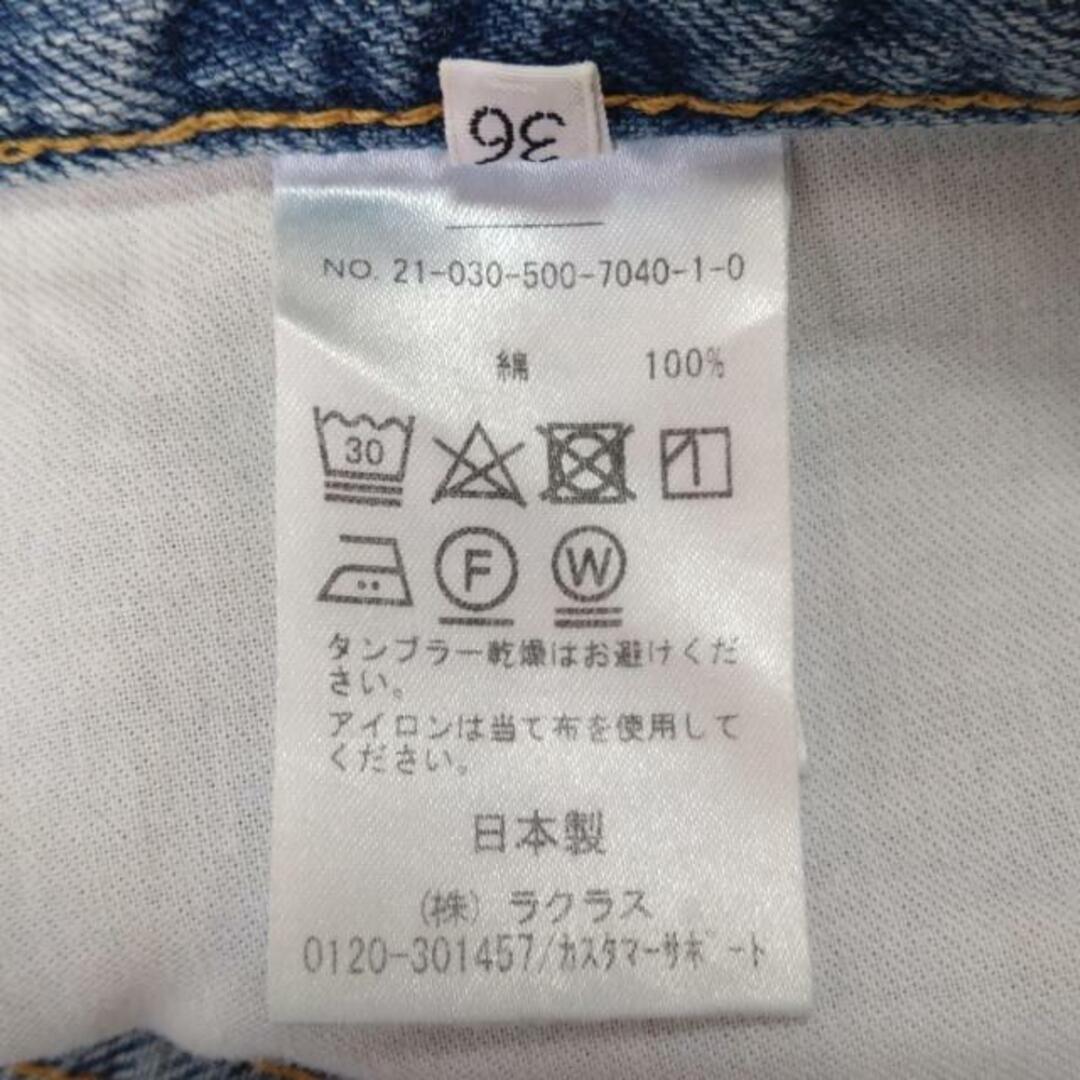 36
NO. 21-030-500-7040-1-0
綿 100%
30
F W
タンブラー乾燥はお避けくだ
さい。
アイロンは当て布を使用して
ください。
日本製
(株) ラクラス
0120-301457/カスタマーサポート